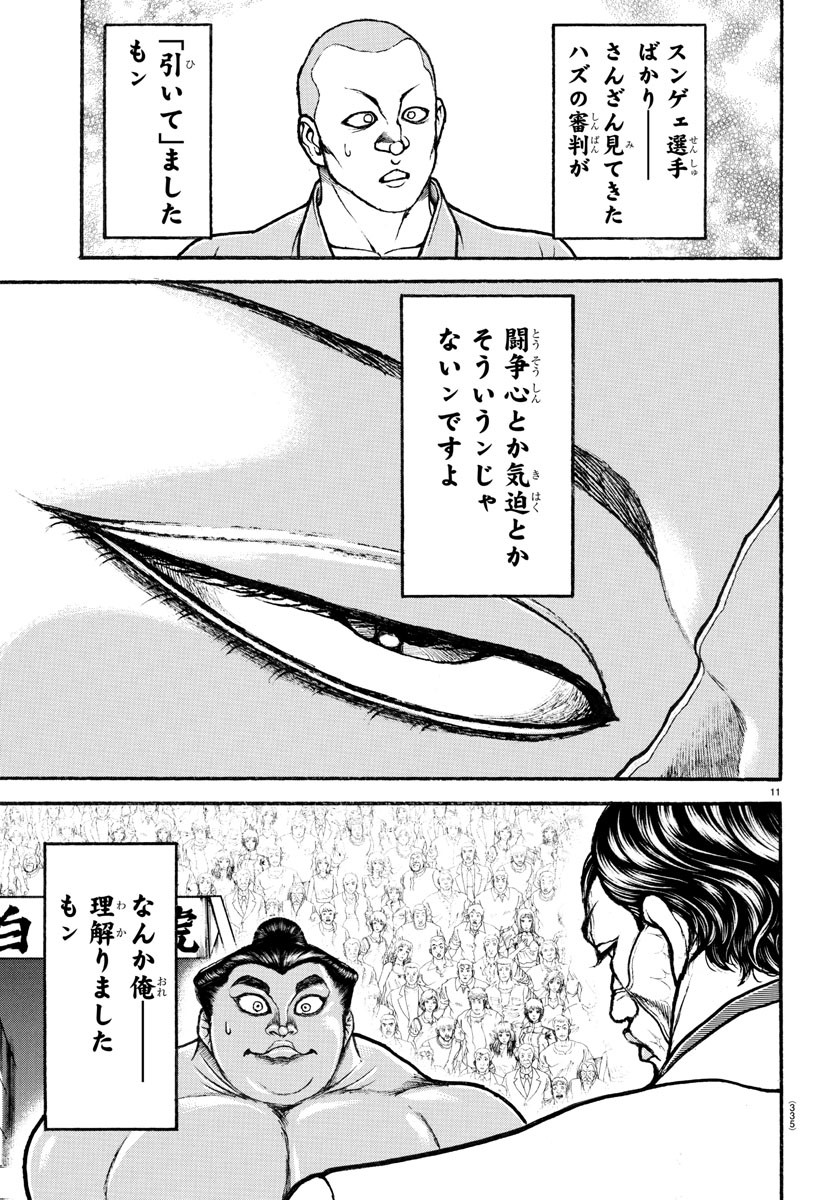 スンゲェ選手
ばかり――
さんざん見てきた
ハズの審判が
「引いて」ました
もン
闘争心とか気迫とか
そういうンじゃ
ないンですよ
11
なんか俺――
理解りました
もン
白
虎
(335)